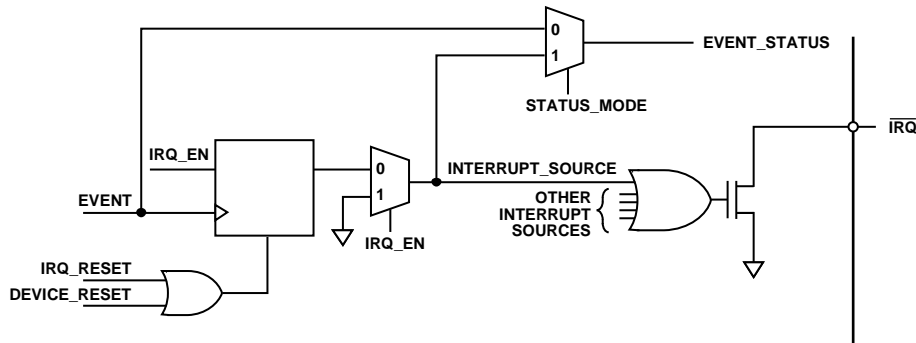 0
1
EVENT_STATUS
STATUS_MODE
IRQ
IRQ_EN
0
1
INTERRUPT_SOURCE
EVENT
OTHER
INTERRUPT
SOURCES
IRQ_EN
IRQ_RESET
DEVICE_RESET